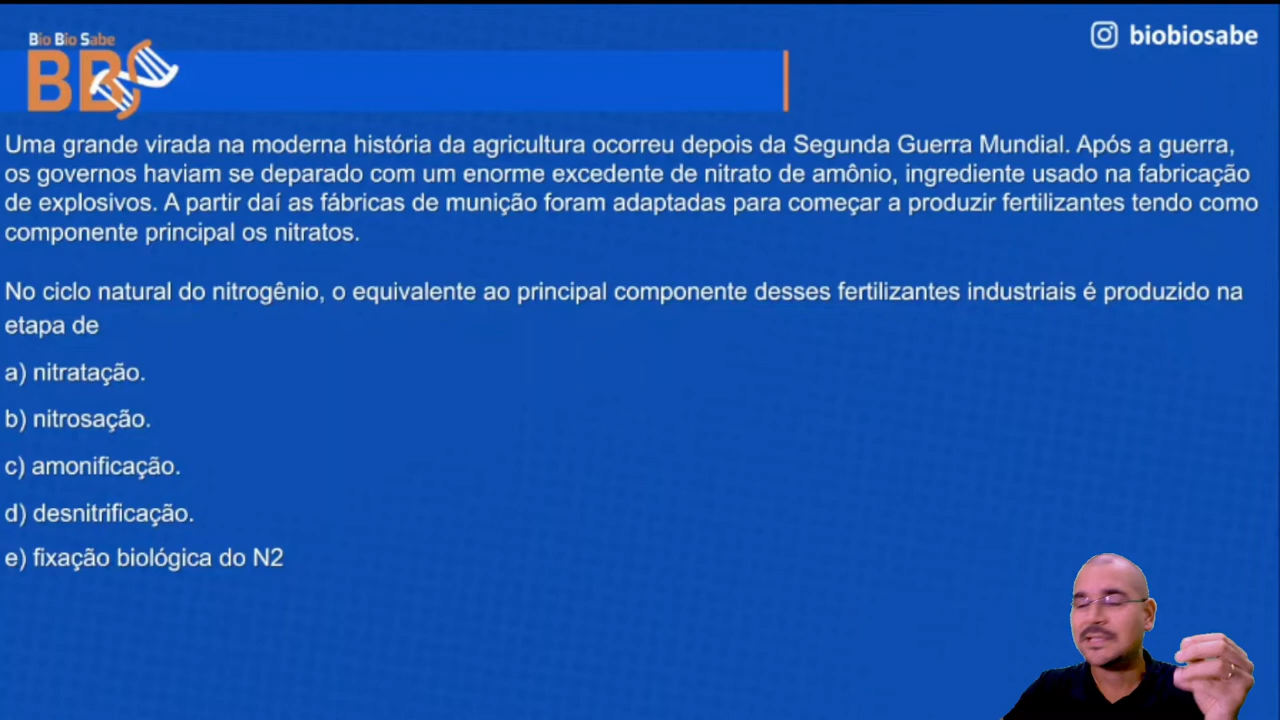 Bio Bio Sabe
BBS
biobiosabe
Uma grande virada na moderna história da agricultura ocorreu depois da Segunda Guerra Mundial. Após a guerra,
os governos haviam se deparado com um enorme excedente de nitrato de amônio, ingrediente usado na fabricação
de explosivos. A partir daí as fábricas de munição foram adaptadas para começar a produzir fertilizantes tendo como
componente principal os nitratos.
No ciclo natural do nitrogênio, o equivalente ao principal componente desses fertilizantes industriais é produzido na
etapa de
a) nitratação.
b) nitrosação.
c) amonificação.
d) desnitrificação.
e) fixação biológica do N2